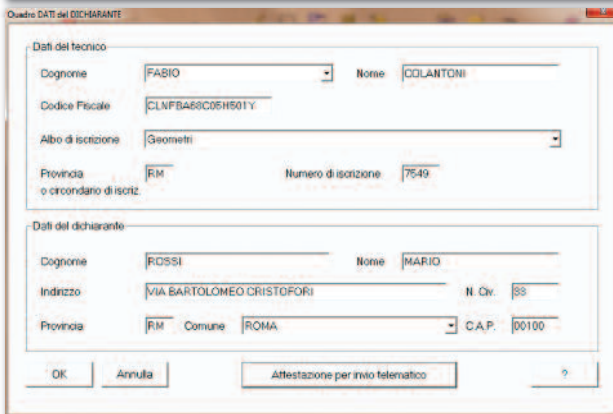 Quadro DATI del DICHIARANTE
Dati del tecnico
Cognome FABIO Nome COLANTONI
Codice Fiscale CLNFBA68C05H501Y
Albo di iscrizione Geometri
Provincia RM Numero di iscrizione 7549
o circondario di iscriz.
Dati del dichiarante
Cognome ROSSI Nome MARIO
Indirizzo VIA BARTOLOMEO CRISTOFORI N. Civ. 33
Provincia RM Comune ROMA C.A.P. 00100
OK Annulla Attestazione per invio telematico ?